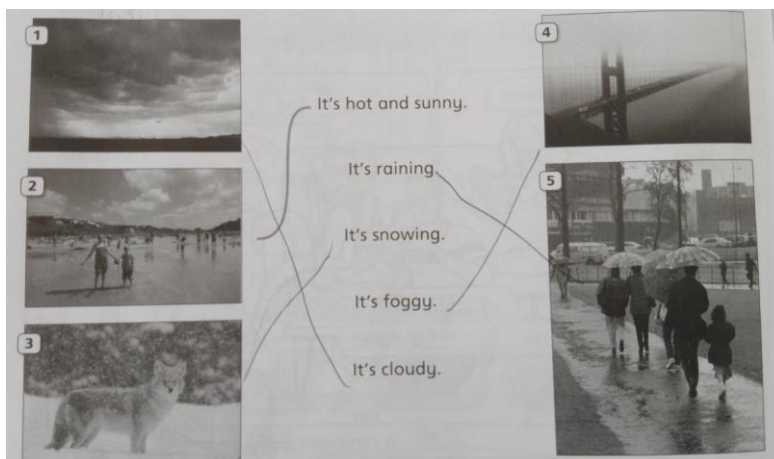 1
2
3
It's hot and sunny.
It's raining.
It's snowing.
It's foggy.
It's cloudy.
4
5